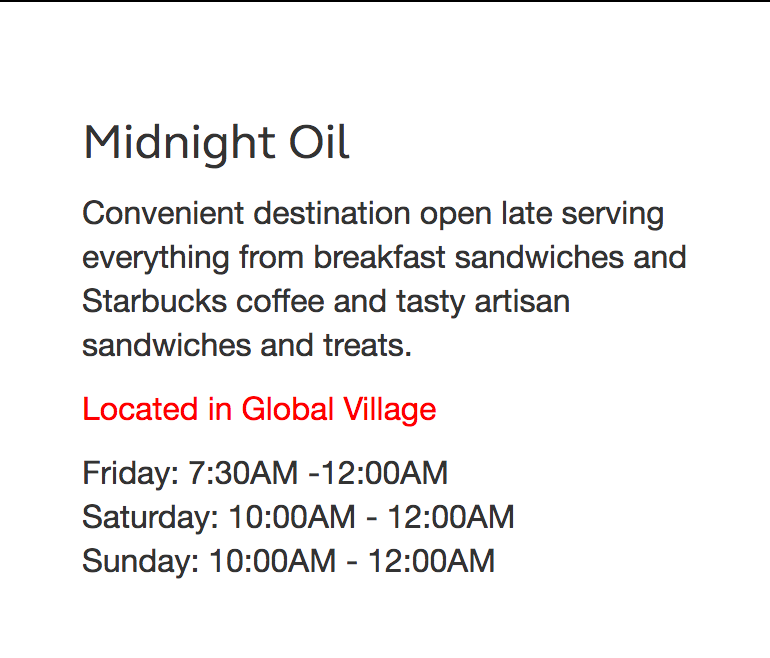 Midnight Oil
Convenient destination open late serving
everything from breakfast sandwiches and
Starbucks coffee and tasty artisan
sandwiches and treats.
Located in Global Village
Friday: 7:30AM -12:00AM
Saturday: 10:00AM - 12:00AM
Sunday: 10:00AM - 12:00AM